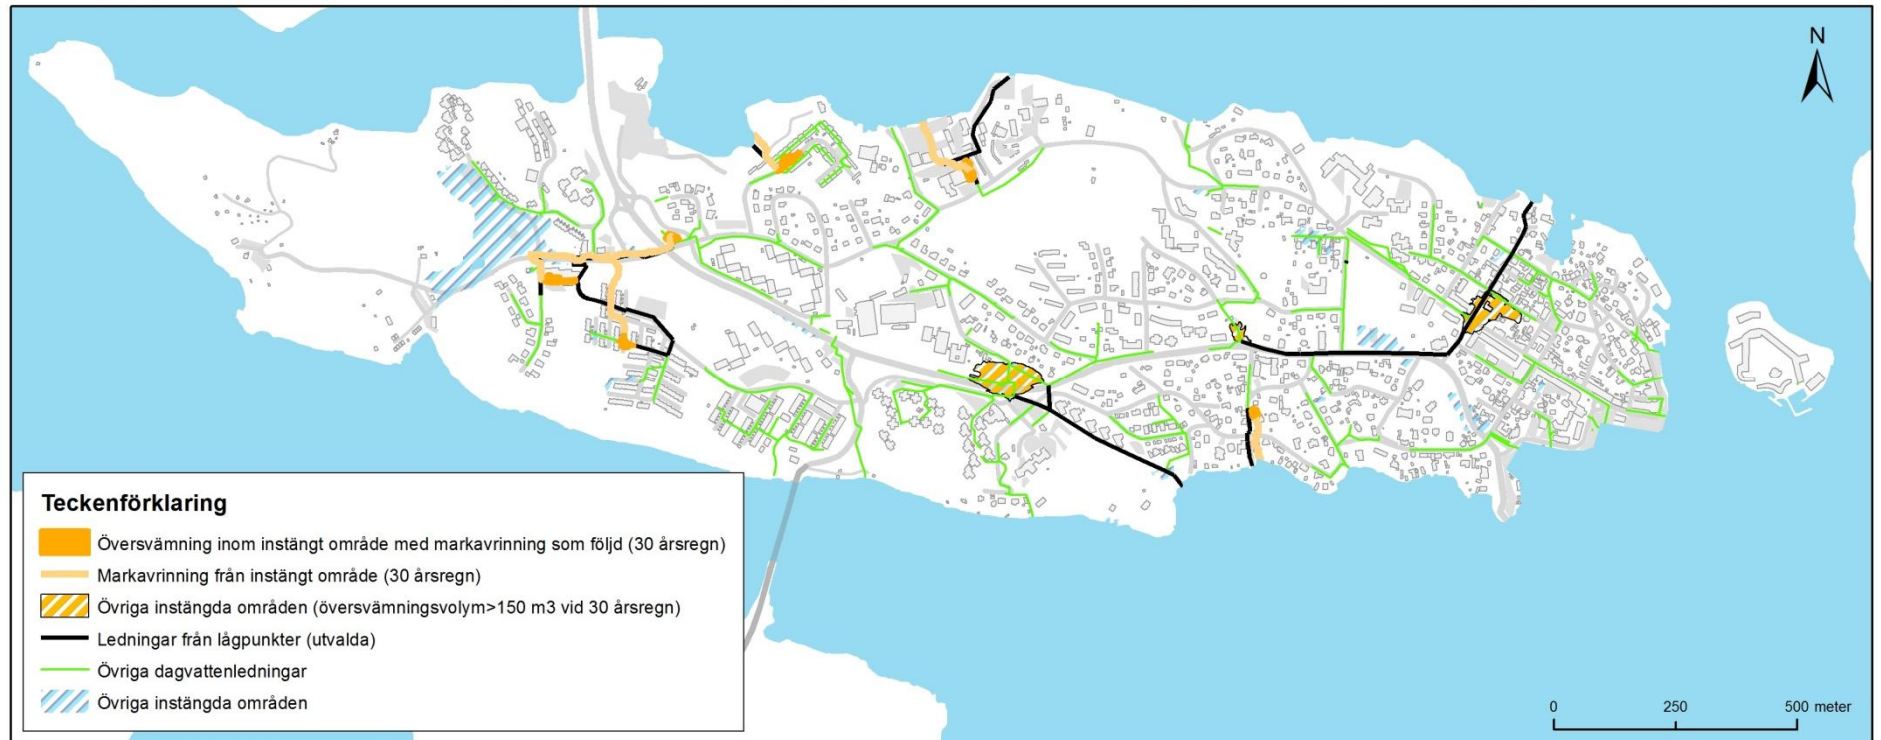 N
Teckenförklaring
Översvämning inom instängt område med markavrinning som följd (30 årsregn)
Markavrinning från instängt område (30 årsregn)
Övriga instängda områden (översvämningsvolym>150 m3 vid 30 årsregn)
Ledningar från lågpunkter (utvalda)
Övriga dagvattenledningar
Övriga instängda områden
0 250 500 meter